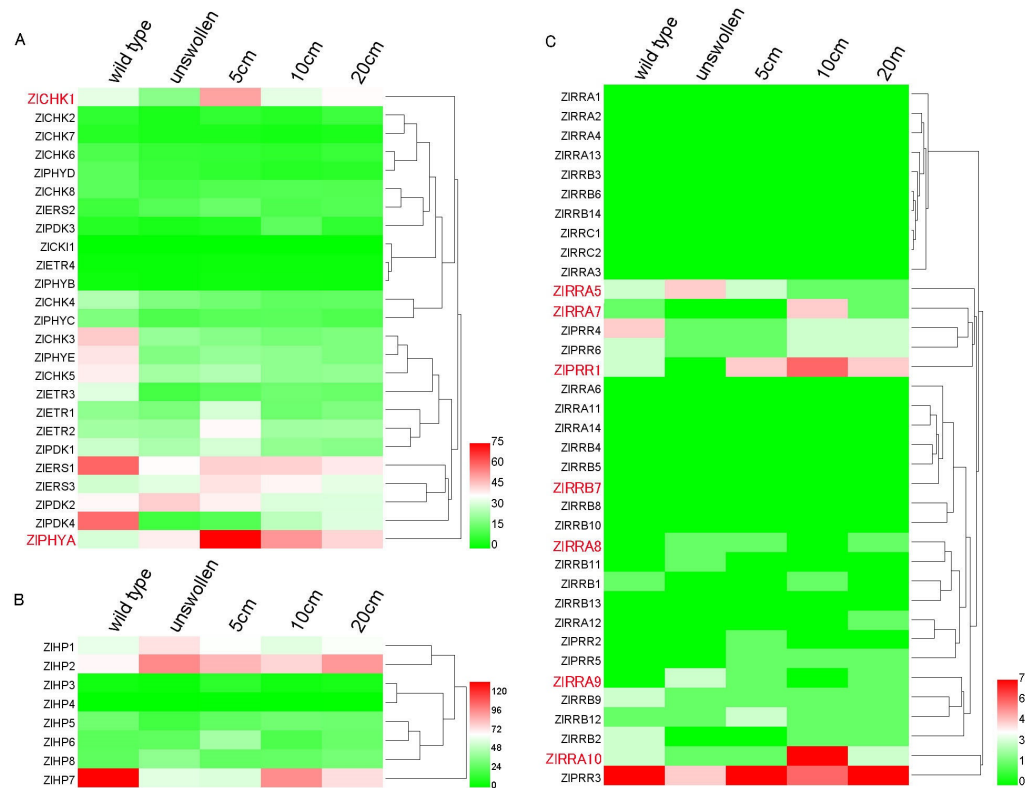 A
wild type unswollen 5cm 10cm 20cm
ZlCHK1
ZlCHK2
ZlCHK7
ZlCHK6
ZlPHYD
ZlCHK8
ZlERS2
ZlPDK3
ZlCKI1
ZlETR4
ZlPHYB
ZlCHK4
ZlPHYC
ZlCHK3
ZlPHYE
ZlCHK5
ZlETR3
ZlETR1
ZlETR2
ZlPDK1
ZlERS1
ZlERS3
ZlPDK2
ZlPDK4
ZlPHYA
75
60
45
30
15
0
B
wild type unswollen 5cm 10cm 20cm
ZlHP1
ZlHP2
ZlHP3
ZlHP4
ZlHP5
ZlHP6
ZlHP8
ZlHP7
120
96
72
48
24
0
C
wild type unswollen 5cm 10cm 20m
ZlRRA1
ZlRRA2
ZlRRA4
ZlRRA13
ZlRRB3
ZlRRB6
ZlRRB14
ZlRRC1
ZlRRC2
ZlRRA3
ZlRRA5
ZlRRA7
ZlPRR4
ZlPRR6
ZlPRR1
ZlRRA6
ZlRRA11
ZlRRA14
ZlRRB4
ZlRRB5
ZlRRB7
ZlRRB8
ZlRRB10
ZlRRA8
ZlRRB11
ZlRRB1
ZlRRB13
ZlRRA12
ZlPRR2
ZlPRR5
ZlRRA9
ZlRRB9
ZlRRB12
ZlRRB2
ZlRRA10
ZlPRR3
7
6
4
3
1
0